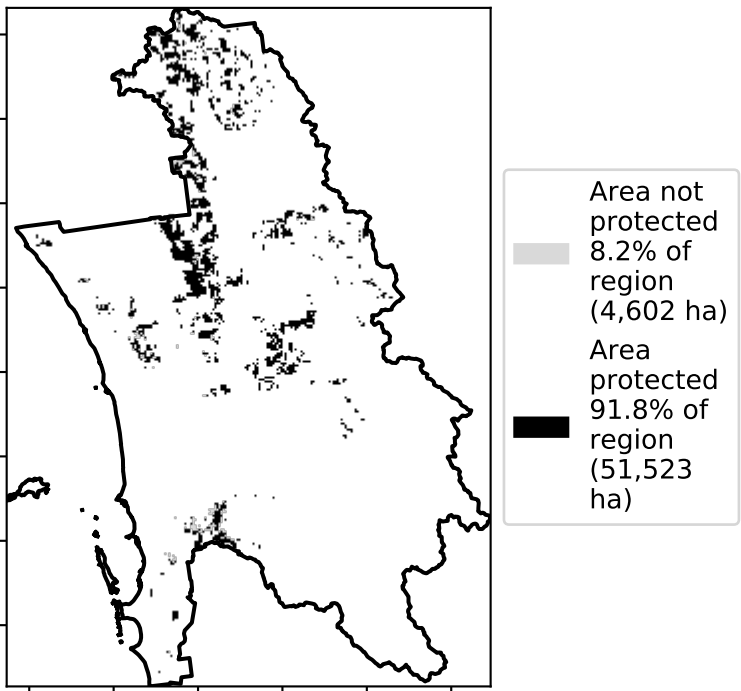 Area not
protected
8.2% of
region
(4,602 ha)
Area
protected
91.8% of
region
(51,523
ha)